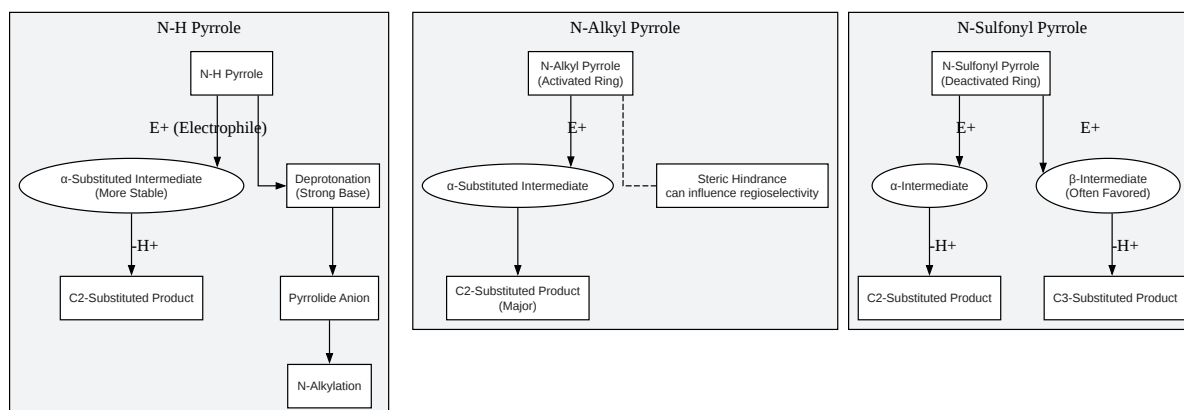 N-H Pyrrole
N-H Pyrrole
E+ (Electrophile)
α-Substituted Intermediate
(More Stable)
Deprotonation
(Strong Base)
-H+
C2-Substituted Product
Pyrrolide Anion
N-Alkylation
N-Alkyl Pyrrole
N-Alkyl Pyrrole
(Activated Ring)
E+
α-Substituted Intermediate
Steric Hindrance
can influence regioselectivity
C2-Substituted Product
(Major)
N-Sulfonyl Pyrrole
N-Sulfonyl Pyrrole
(Deactivated Ring)
E+
E+
α-Intermediate
β-Intermediate
(Often Favored)
-H+
-H+
C2-Substituted Product
C3-Substituted Product